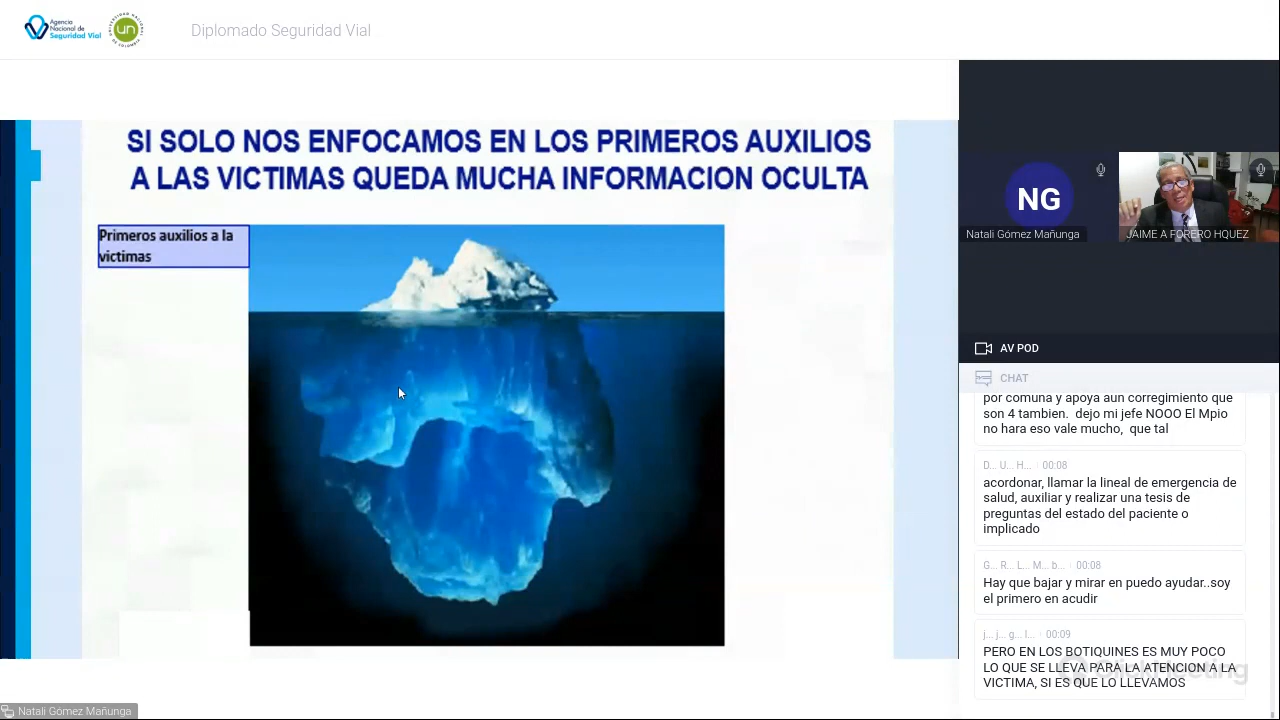 Agencia
Nacional de
Seguridad Vial
un
Diplomado Seguridad Vial
SI SOLO NOS ENFOCAMOS EN LOS PRIMEROS AUXILIOS
A LAS VICTIMAS QUEDA MUCHA INFORMACION OCULTA
Primeros auxilios a la
victimas
NG
Natali Gómez Mañunga
JAIME A FORERO HQUEZ
AV POD
CHAT
por comuna y apoya aun corregimiento que
son 4 tambien. dejo mi jefe NOOO El Mpio
no hara eso vale mucho, que tal
D... U... H... 00:08
acordonar, llamar la lineal de emergencia de
salud, auxiliar y realizar una tesis de
preguntas del estado del paciente o
implicado
G... R... L... M... b... 00:08
Hay que bajar y mirar en puedo ayudar..soy
el primero en acudir
j... j... g... l... 00:09
PERO EN LOS BOTIQUINES ES MUY POCO
LO QUE SE LLEVA PARA LA ATENCION A LA
VICTIMA, SI ES QUE LO LLEVAMOS
ClickMeeting
Natali Gómez Mañunga